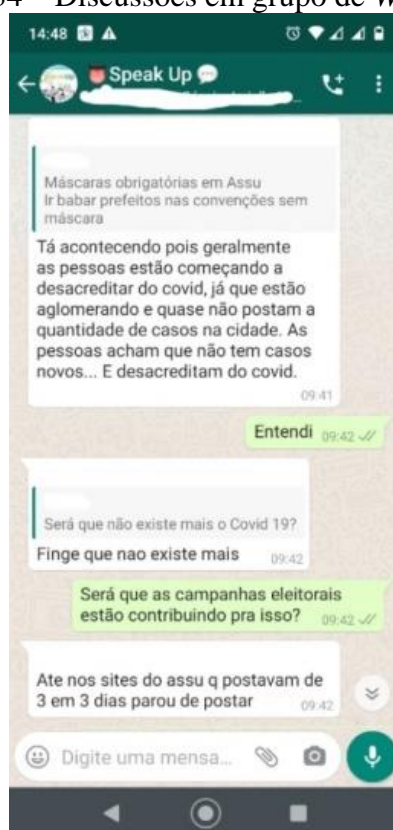 Discussões em grupo de W
14:48
Speak Up
Máscaras obrigatórias em Assu
Ir babar prefeitos nas convenções sem
máscara
Tá acontecendo pois geralmente
as pessoas estão começando a
desacreditar do covid, já que estão
aglomerando e quase não postam a
quantidade de casos na cidade. As
pessoas acham que não tem casos
novos... E desacreditam do covid.
09:41
Entendi 09:42
Será que não existe mais o Covid 19?
Finge que nao existe mais 09:42
Será que as campanhas eleitorais
estão contribuindo pra isso? 09:42
Ate nos sites do assu q postavam de
3 em 3 dias parou de postar 09:42
Digite uma mensa...